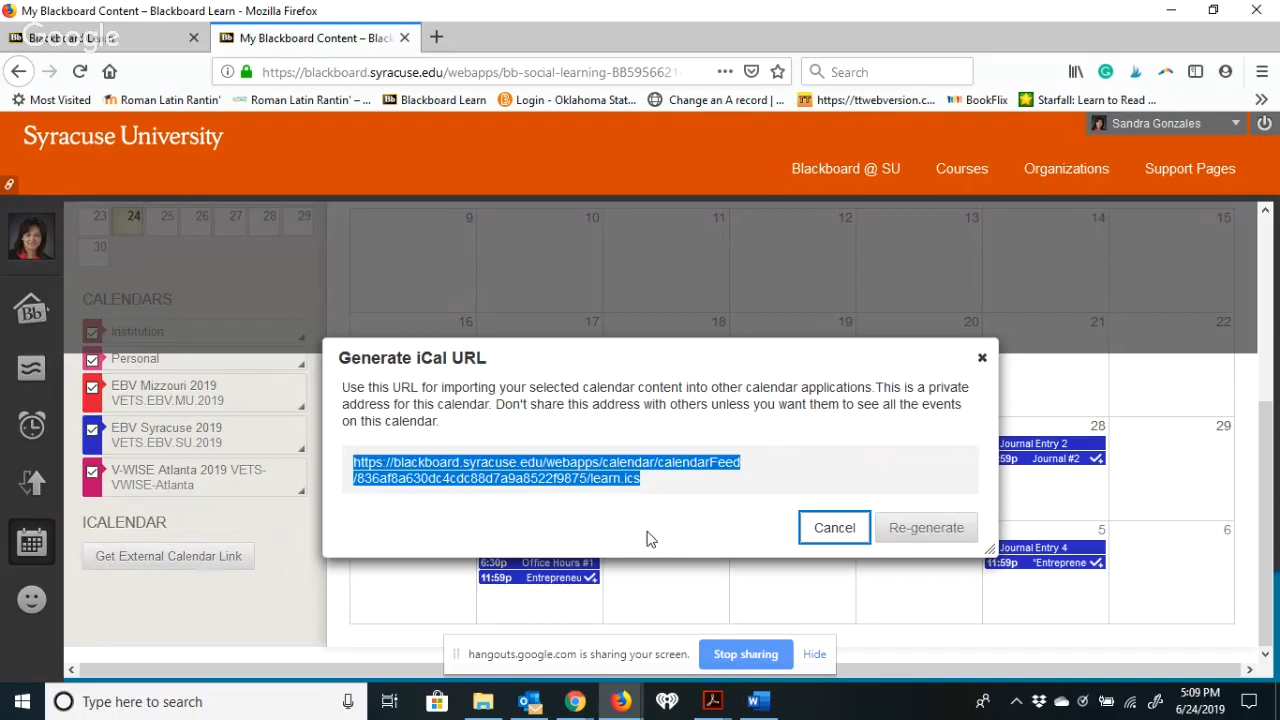 My Blackboard Content – Blackboard Learn - Mozilla Firefox
Google
Blackboard Learn
My Blackboard Content – Black
https://blackboard.syracuse.edu/webapps/bb-social-learning-BB5956621
Search
Most Visited
Roman Latin Rantin'
Roman Latin Rantin' – ...
Blackboard Learn
Login - Oklahoma Stat...
Change an A record | ...
https://ttwebversion.c...
BookFlix
Starfall: Learn to Read ...
Syracuse University
Sandra Gonzales
Blackboard @ SU
Courses
Organizations
Support Pages
23 24 25 26 27 28 29
30
9 10 11 12 13 14 15
16 17 18 19 20 21 22
CALENDARS
Institution
Personal
EBV Mizzouri 2019
VETS.EBV.MU.2019
EBV Syracuse 2019
VETS.EBV.SU.2019
V-WISE Atlanta 2019 VETS-
VWISE-Atlanta
ICALENDAR
Get External Calendar Link
Generate iCal URL
Use this URL for importing your selected calendar content into other calendar applications.This is a private
address for this calendar. Don't share this address with others unless you want them to see all the events
on this calendar.
https://blackboard.syracuse.edu/webapps/calendar/calendarFeed
/836af8a630dc4cdc88d7a9a8522f9875/learn.ics
Cancel
Re-generate
28 29
Journal Entry 2
59p Journal #2
5 6
Journal Entry 4
11:59p "Entreprene
6:30p Office Hours #1
11:59p Entrepreneu
hangouts.google.com is sharing your screen.
Stop sharing
Hide
Bb
Type here to search
5:09 PM
6/24/2019